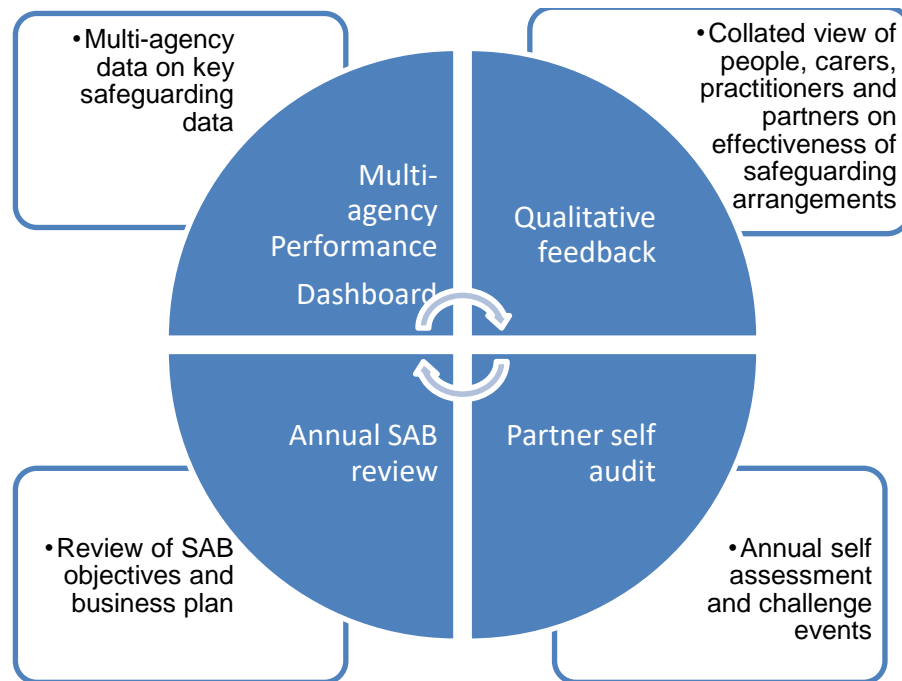 •Multi-agency
data on key
safeguarding
data
•Collated view of
people, carers,
practitioners and
partners on
effectiveness of
safeguarding
arrangements
Multi-
agency
Performance
Dashboard
Qualitative
feedback
Annual SAB
review
Partner self
audit
•Review of SAB
objectives and
business plan
•Annual self
assessment
and challenge
events